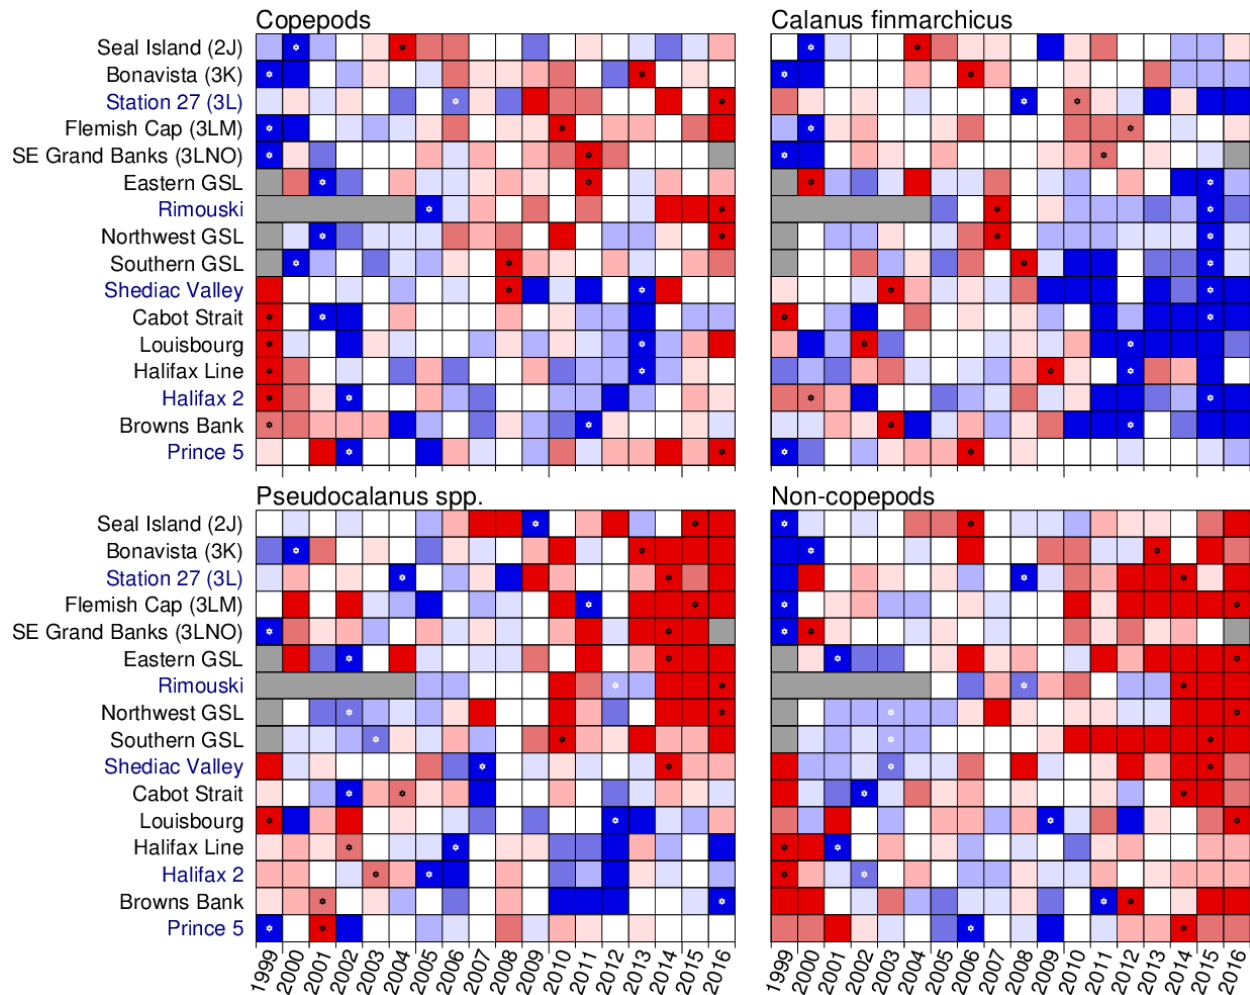 Copepods
Calanus finmarchicus
Seal Island (2J)
Bonavista (3K)
Station 27 (3L)
Flemish Cap (3LM)
SE Grand Banks (3LNO)
Eastern GSL
Rimouski
Northwest GSL
Southern GSL
Shediac Valley
Cabot Strait
Louisbourg
Halifax Line
Halifax 2
Browns Bank
Prince 5
Pseudocalanus spp.
Non-copepods
Seal Island (2J)
Bonavista (3K)
Station 27 (3L)
Flemish Cap (3LM)
SE Grand Banks (3LNO)
Eastern GSL
Rimouski
Northwest GSL
Southern GSL
Shediac Valley
Cabot Strait
Louisbourg
Halifax Line
Halifax 2
Browns Bank
Prince 5
1999 2000 2001 2002 2003 2004 2005 2006 2007 2008 2009 2010 2011 2012 2013 2014 2015 2016
1999 2000 2001 2002 2003 2004 2005 2006 2007 2008 2009 2010 2011 2012 2013 2014 2015 2016